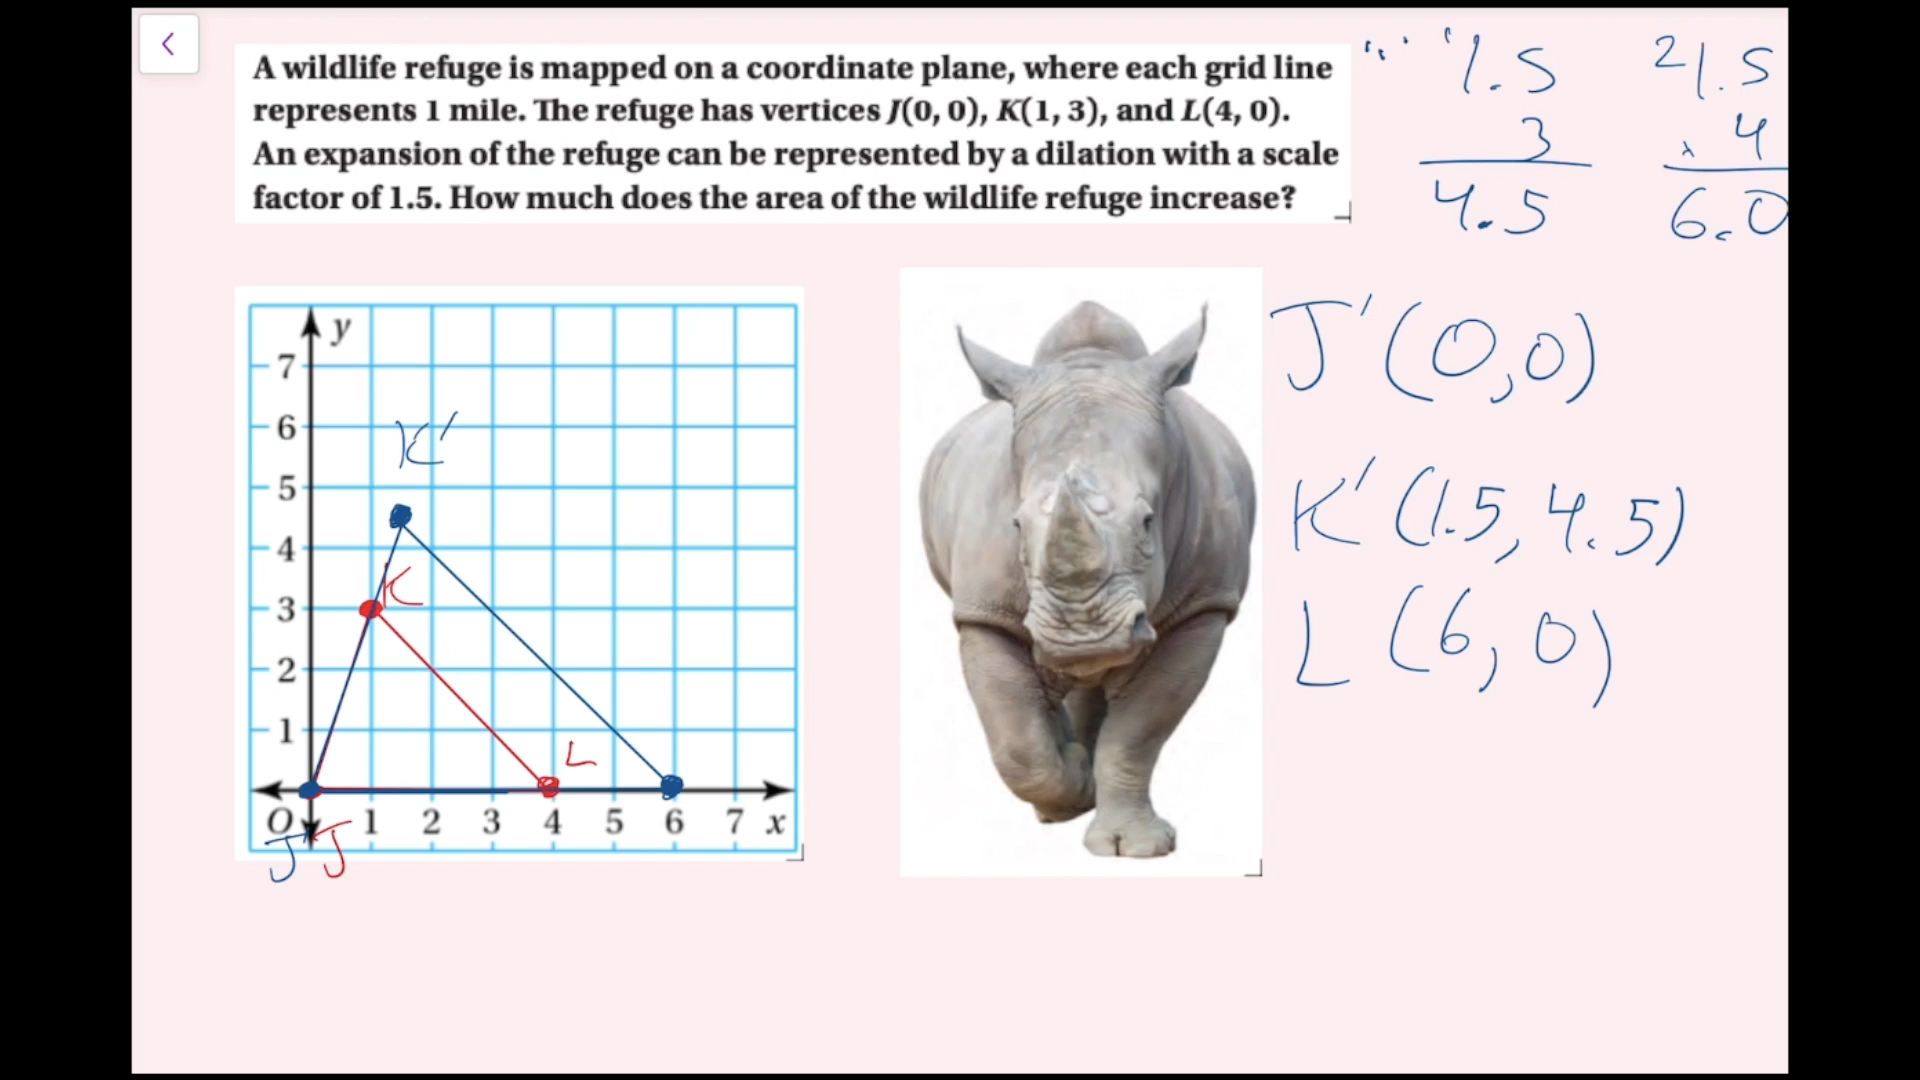 A wildlife refuge is mapped on a coordinate plane, where each grid line
represents 1 mile. The refuge has vertices J(0, 0), K(1, 3), and L(4, 0).
An expansion of the refuge can be represented by a dilation with a scale
factor of 1.5. How much does the area of the wildlife refuge increase?
1 1.5
3
4.5
2 1.5
x 4
6.0
y
7
6
K'
5
4
K
3
2
1
L
O 1 2 3 4 5 6 7 x
J' J
J'(0,0)
K'(1.5, 4.5)
L (6, 0)